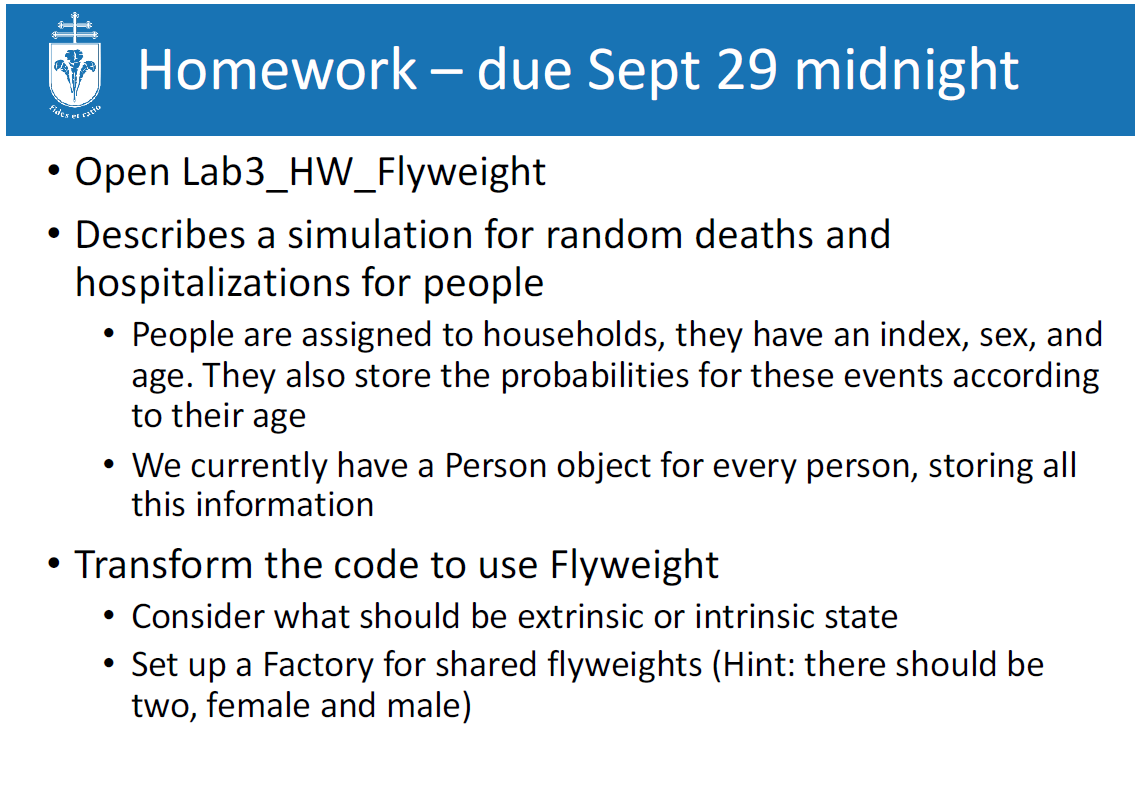 Fides et ratio
Homework – due Sept 29 midnight
• Open Lab3_HW_Flyweight
• Describes a simulation for random deaths and
hospitalizations for people
• People are assigned to households, they have an index, sex, and
age. They also store the probabilities for these events according
to their age
• We currently have a Person object for every person, storing all
this information
• Transform the code to use Flyweight
• Consider what should be extrinsic or intrinsic state
• Set up a Factory for shared flyweights (Hint: there should be
two, female and male)